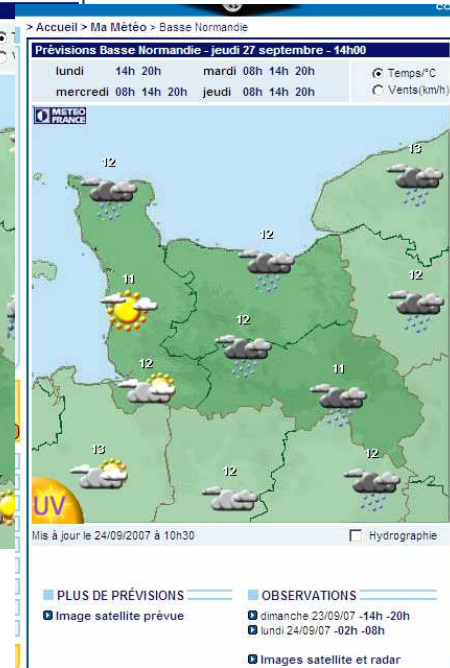 > Accueil > Ma Météo > Basse Normandie
Prévisions Basse Normandie - jeudi 27 septembre - 14h00
lundi 14h 20h mardi 08h 14h 20h Temps/°C
mercredi 08h 14h 20h jeudi 08h 14h 20h Vents(km/h)
METEO
FRANCE
12
13
12
12
11
12
12
11
13
12
12
UV
Mis à jour le 24/09/2007 à 10h30 Hydrographie
PLUS DE PRÉVISIONS
Image satellite prévue
OBSERVATIONS
dimanche 23/09/07 -14h -20h
lundi 24/09/07 -02h -08h
Images satellite et radar